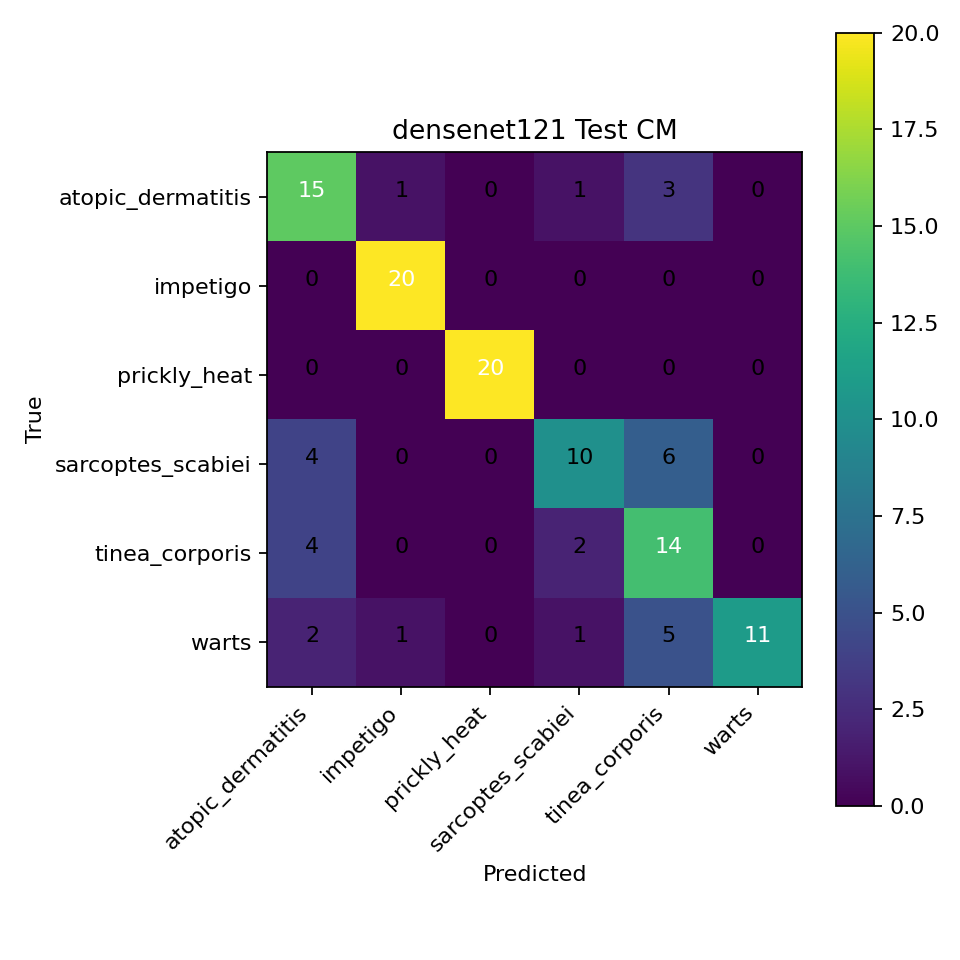 densenet121 Test CM
True
atopic_dermatitis 15 1 0 1 3 0
impetigo 0 20 0 0 0 0
prickly_heat 0 0 20 0 0 0
sarcoptes_scabiei 4 0 0 10 6 0
tinea_corporis 4 0 0 2 14 0
warts 2 1 0 1 5 11
atopic_dermatitis
impetigo
prickly_heat
sarcoptes_scabiei
tinea_corporis
warts
Predicted
20.0
17.5
15.0
12.5
10.0
7.5
5.0
2.5
0.0